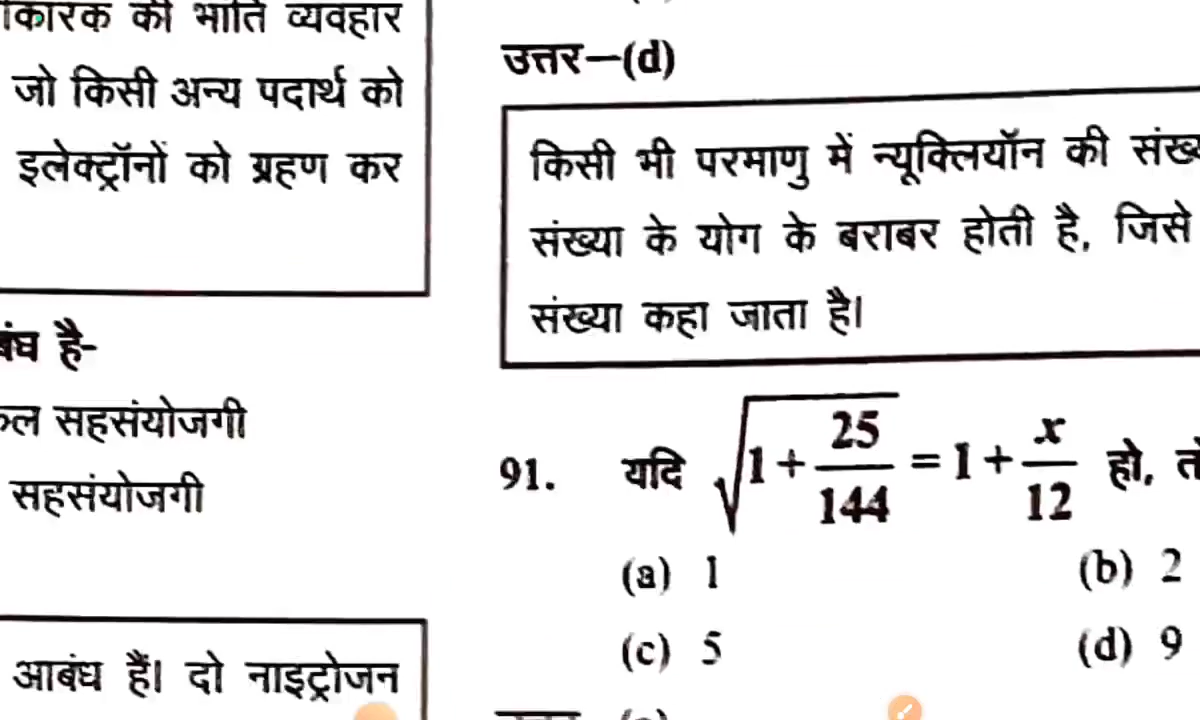 की भांति व्यवहार
जो किसी अन्य पदार्थ को
इलेक्ट्रॉनों को ग्रहण कर
है-
सहसंयोजगी
सहसंयोजगी
आबंध हैं। दो नाइट्रोजन
उत्तर—(d)
किसी भी परमाणु में न्यूक्लियॉन की
संख्या के योग के बराबर होती है, जिसे
संख्या कहा जाता है।
91. यदि √(1 + 25/144) = 1 + x/12 हो,
(a) 1 (b) 2
(c) 5 (d) 9